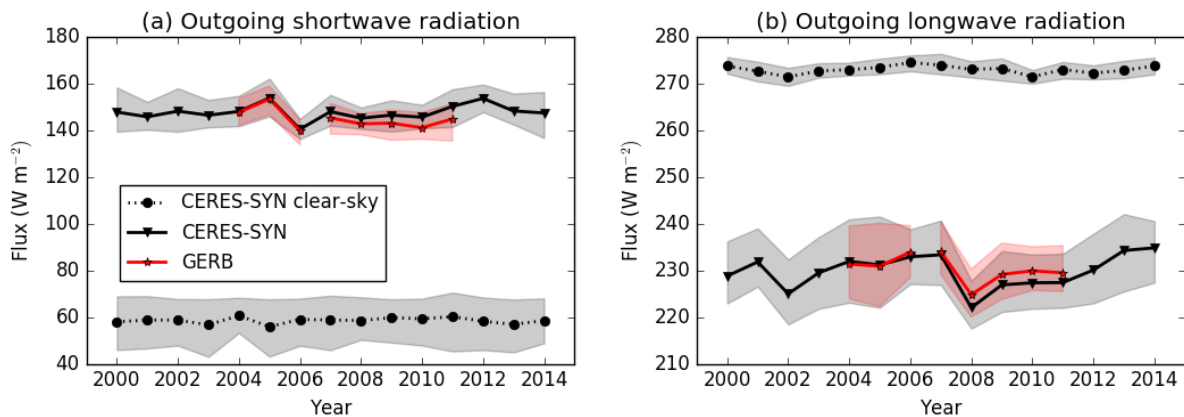 (a) Outgoing shortwave radiation
180
160
140
120
100
80
60
40
Flux (W m⁻²)
CERES-SYN clear-sky
CERES-SYN
GERB
2000 2002 2004 2006 2008 2010 2012 2014
Year
(b) Outgoing longwave radiation
280
270
260
250
240
230
220
210
Flux (W m⁻²)
2000 2002 2004 2006 2008 2010 2012 2014
Year